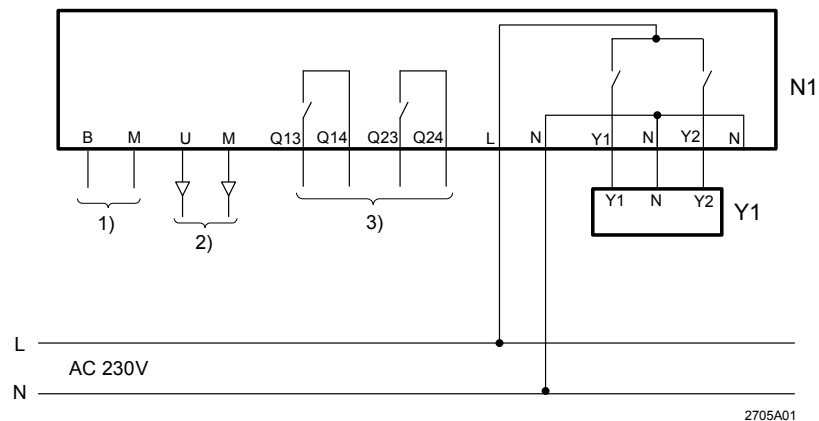 N1
B M U M Q13 Q14 Q23 Q24 L N Y1 N Y2 N
Y1 N Y2
Y1
1) 2) 3)
L
AC 230V
N
2705A01